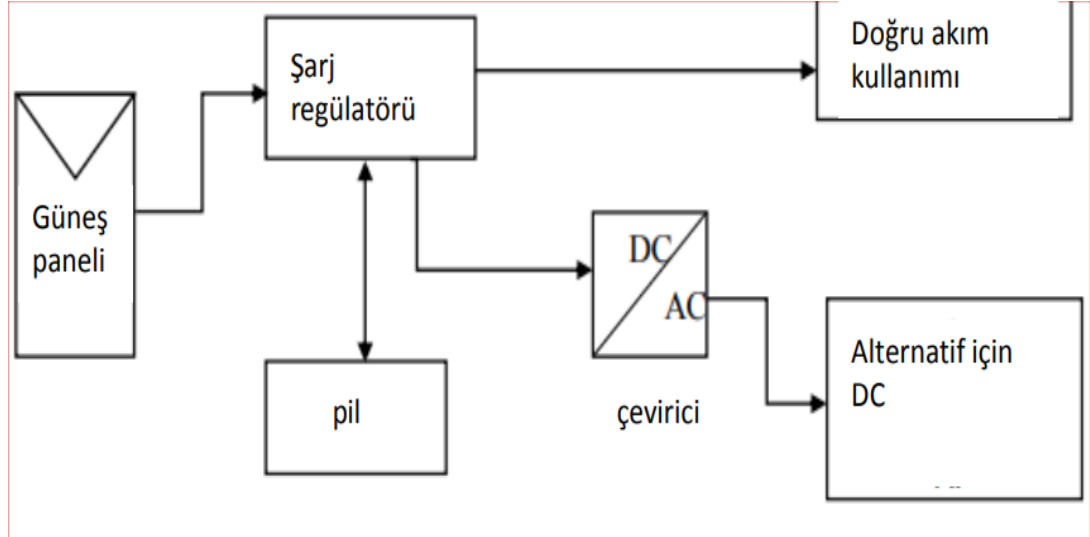 Şarj
regülatörü
Doğru akım
kullanımı
Güneş
paneli
DC
AC
pil
çevirici
Alternatif için
DC